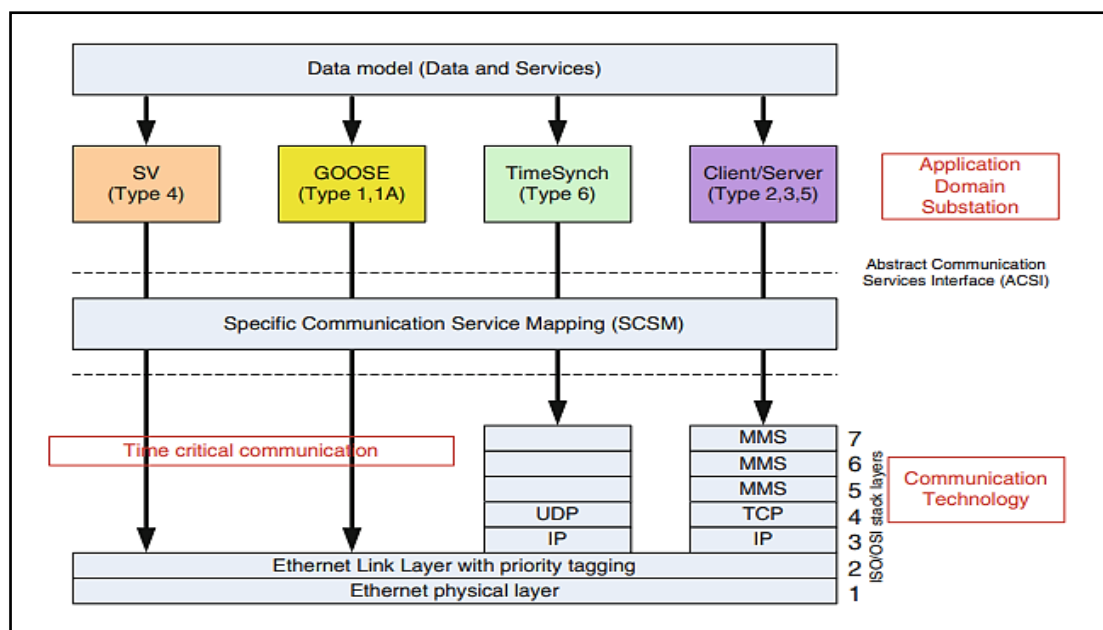 Data model (Data and Services)
SV
(Type 4)
GOOSE
(Type 1,1A)
TimeSynch
(Type 6)
Client/Server
(Type 2,3,5)
Application
Domain
Substation
Abstract Communication
Services Interface (ACSI)
Specific Communication Service Mapping (SCSM)
Time critical communication
MMS
7
MMS
6
MMS
5
UDP
TCP
4
IP
IP
3
Ethernet Link Layer with priority tagging
2
Ethernet physical layer
1
ISO/OSI stack layers
Communication
Technology